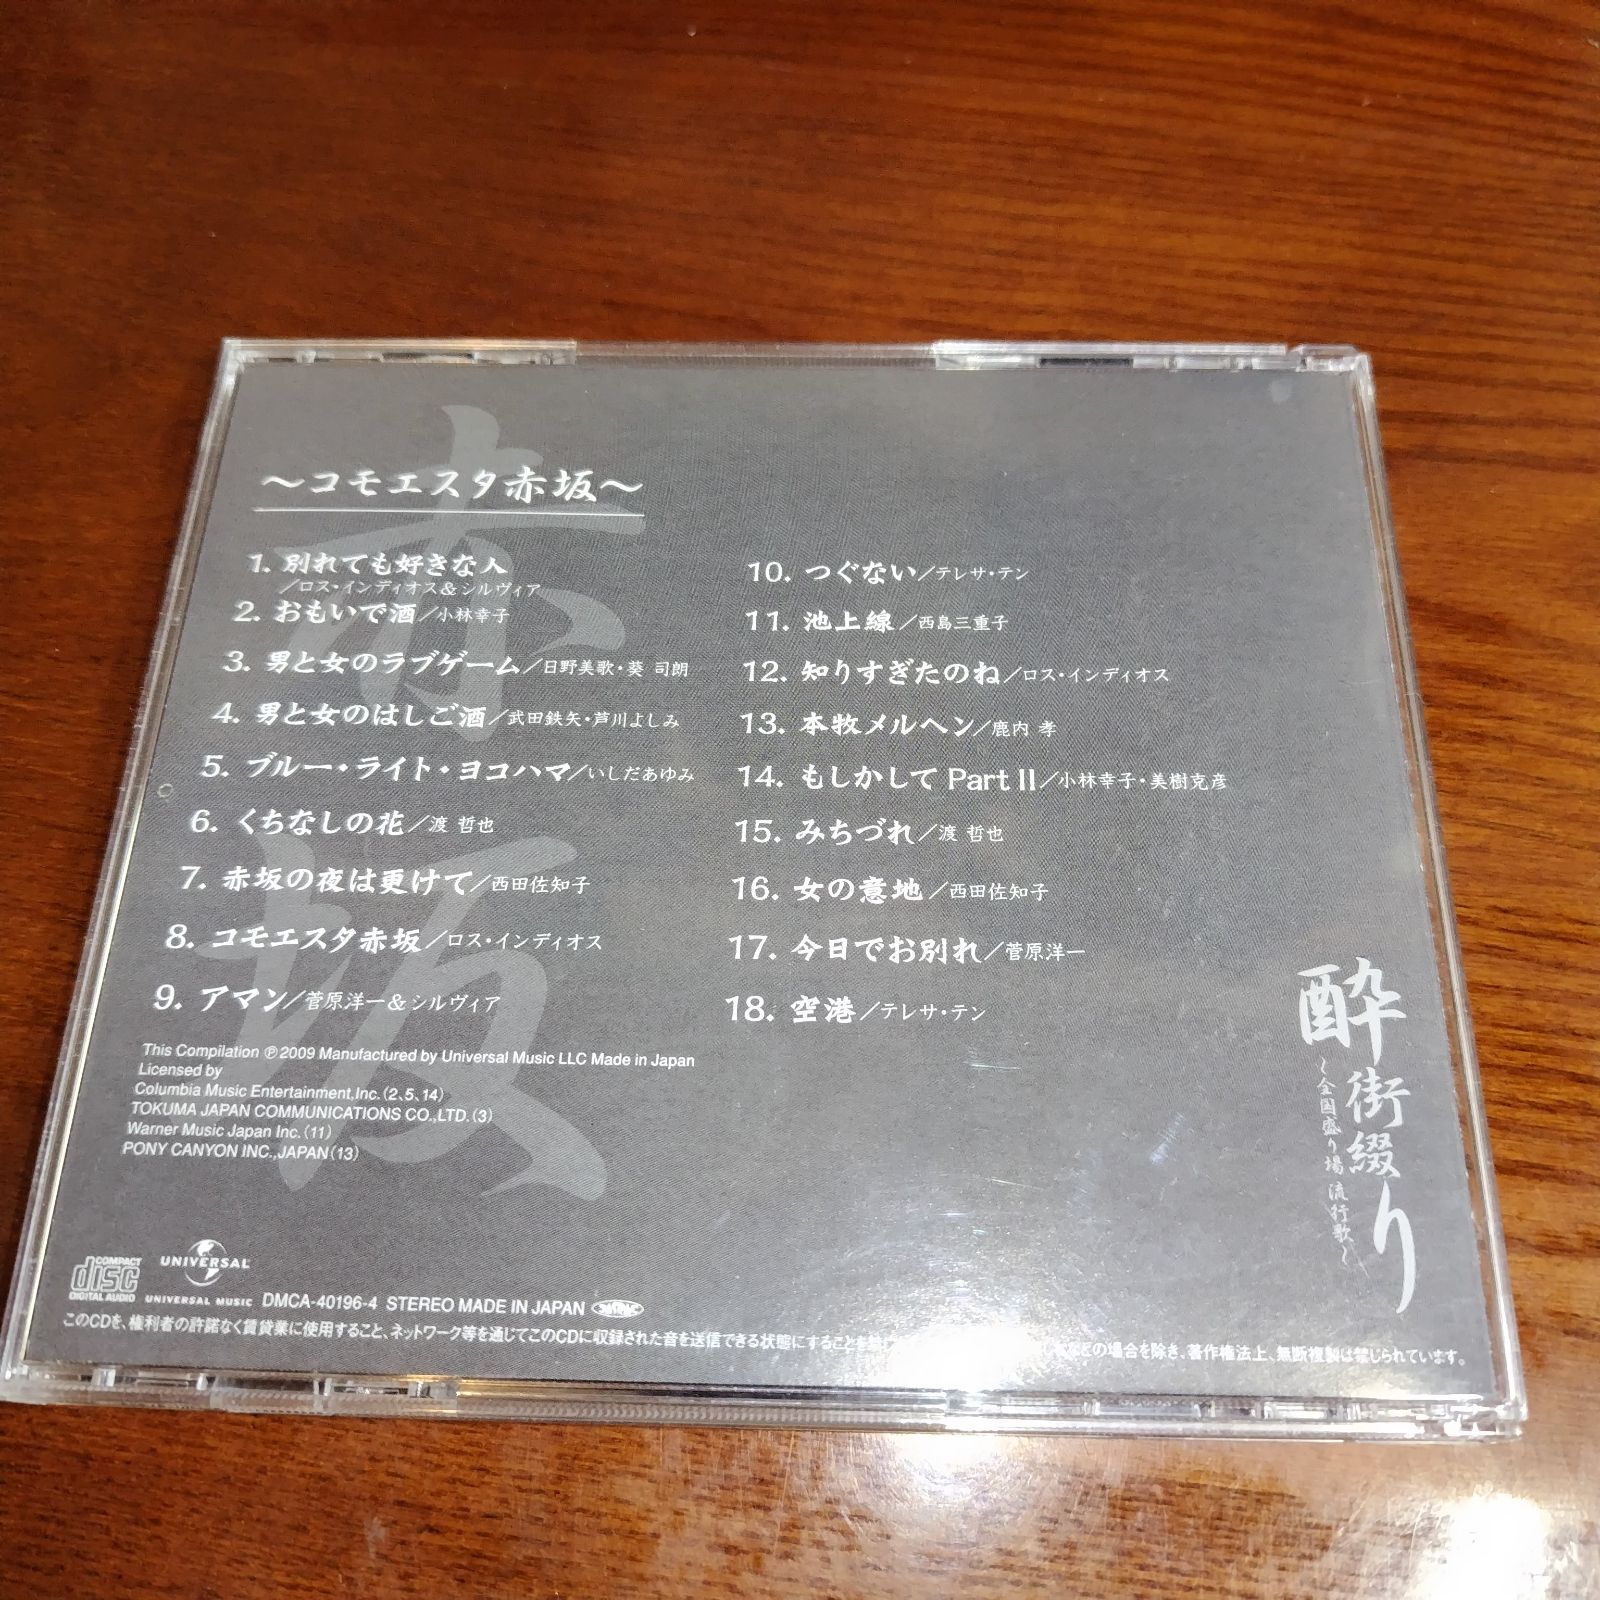 赤坂
〜コモエスタ赤坂〜
1. 別れても好きな人
／ロス・インディオス&シルヴィア
2. おもいで酒／小林幸子
3. 男と女のラブゲーム／日野美歌・葵 司朗
4. 男と女のはしご酒／武田鉄矢・芦川よしみ
5. ブルー・ライト・ヨコハマ／いしだあゆみ
6. くちなしの花／渡 哲也
7. 赤坂の夜は更けて／西田佐知子
8. コモエスタ赤坂／ロス・インディオス
9. アマン／菅原洋一&シルヴィア
10. つぐない／テレサ・テン
11. 池上線／西島三重子
12. 知りすぎたのね／ロス・インディオス
13. 本牧メルヘン／鹿内 孝
14. もしかして Part II／小林幸子・美樹克彦
15. みちづれ／渡 哲也
16. 女の意地／西田佐知子
17. 今日でお別れ／菅原洋一
18. 空港／テレサ・テン
This Compilation ℗ 2009 Manufactured by Universal Music LLC Made in Japan
Licensed by
Columbia Music Entertainment,Inc.(2、5、14)
TOKUMA JAPAN COMMUNICATIONS CO.,LTD.(3)
Warner Music Japan Inc.(11)
PONY CANYON INC.,JAPAN(13)
酔街綴り
〜全国盛り場 流行歌〜
COMPACT
disc
DIGITAL AUDIO
UNIVERSAL
UNIVERSAL MUSIC DMCA-40196-4 STEREO MADE IN JAPAN
このCDを、権利者の許諾なく賃貸業に使用すること、ネットワーク等を通じてこのCDに収録された音を送信できる状態にすることを などの場合を除き、著作権法上、無断複製は禁じられています。